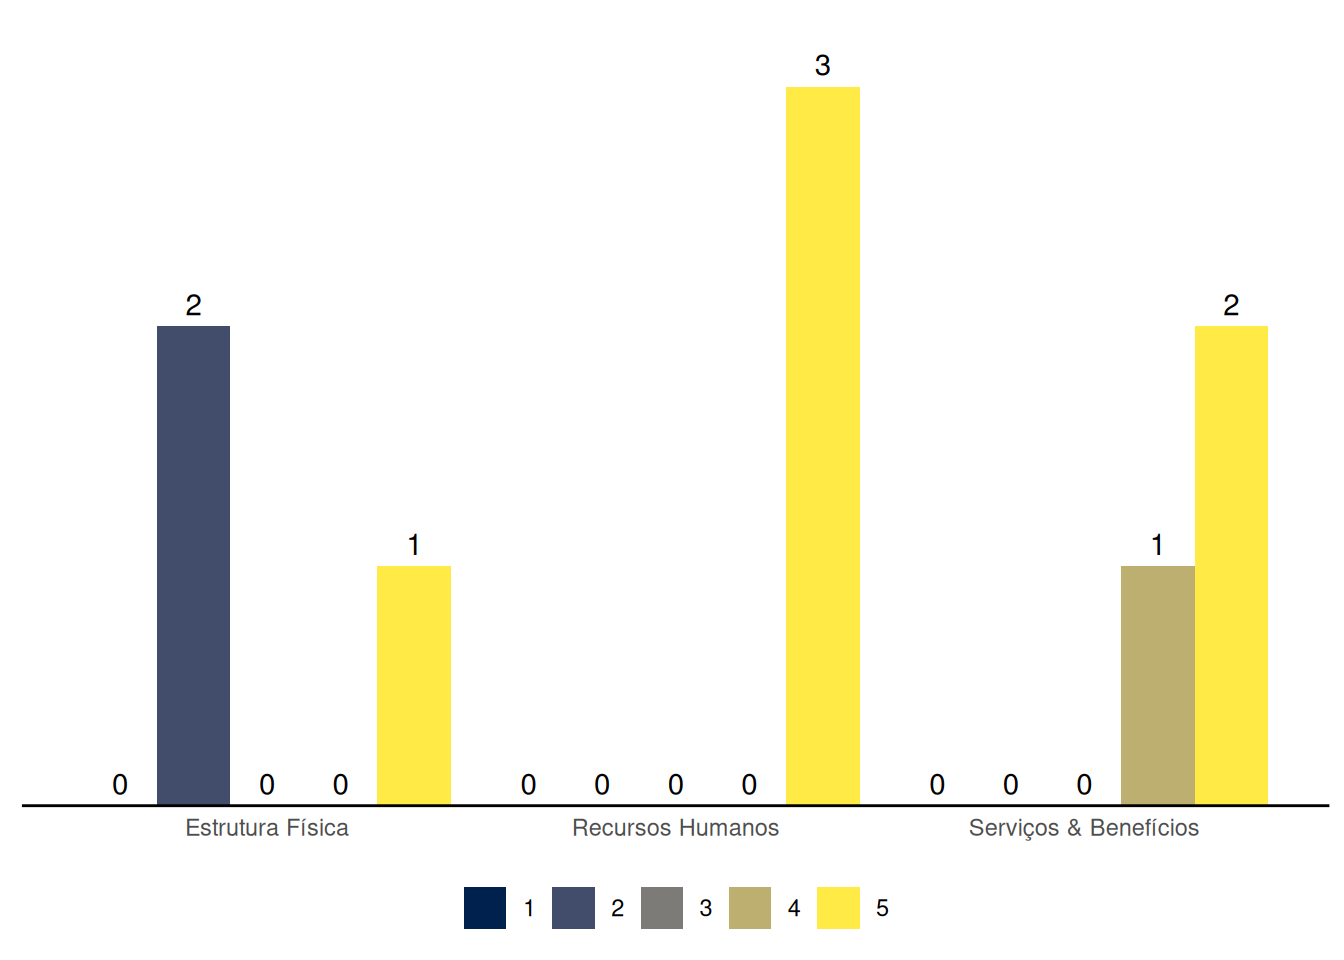 3
2 2
1 1
0 0 0 0 0 0 0 0 0 0
Estrutura Física Recursos Humanos Serviços & Benefícios
1 2 3 4 5